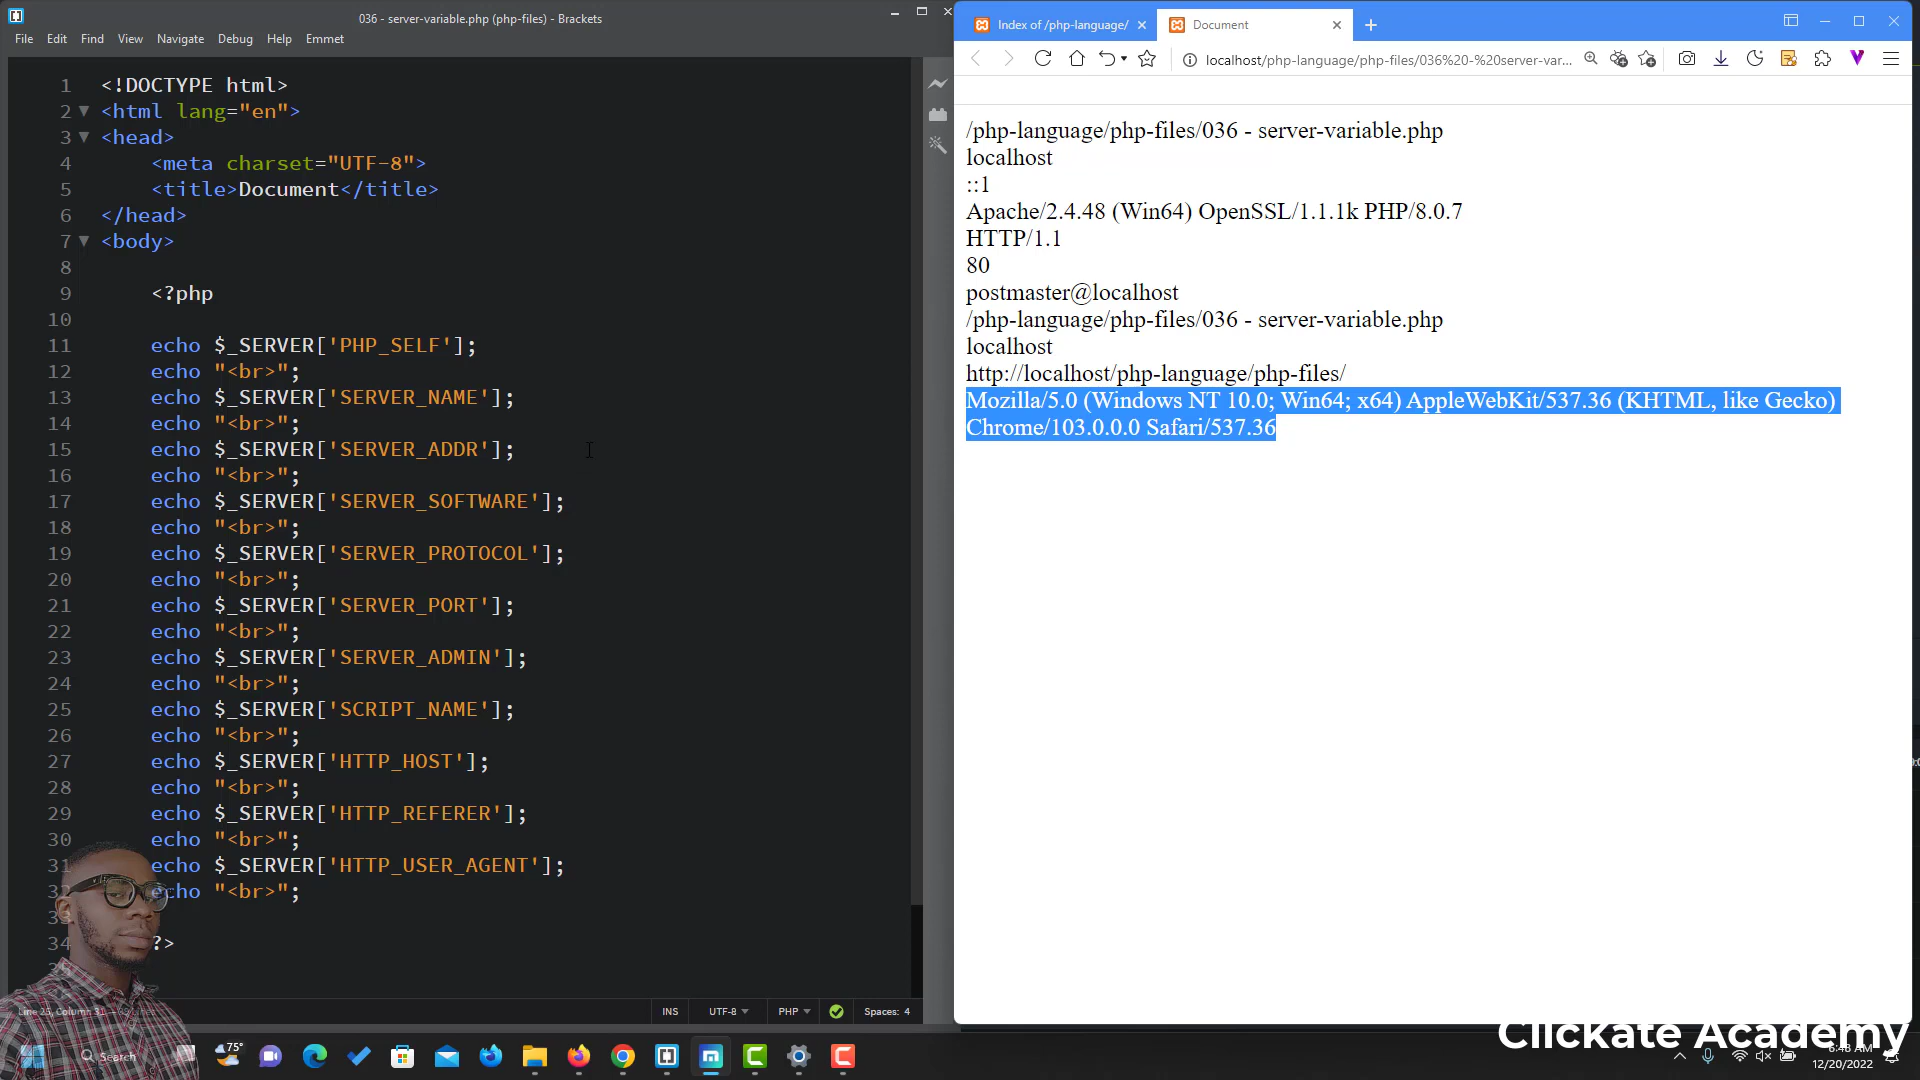 036 - server-variable.php (php-files) - Brackets
File Edit Find View Navigate Debug Help Emmet
1 <!DOCTYPE html>
2 <html lang="en">
3 <head>
4 <meta charset="UTF-8">
5 <title>Document</title>
6 </head>
7 <body>
8
9 <?php
10
11 echo $_SERVER['PHP_SELF'];
12 echo "<br>";
13 echo $_SERVER['SERVER_NAME'];
14 echo "<br>";
15 echo $_SERVER['SERVER_ADDR'];
16 echo "<br>";
17 echo $_SERVER['SERVER_SOFTWARE'];
18 echo "<br>";
19 echo $_SERVER['SERVER_PROTOCOL'];
20 echo "<br>";
21 echo $_SERVER['SERVER_PORT'];
22 echo "<br>";
23 echo $_SERVER['SERVER_ADMIN'];
24 echo "<br>";
25 echo $_SERVER['SCRIPT_NAME'];
26 echo "<br>";
27 echo $_SERVER['HTTP_HOST'];
28 echo "<br>";
29 echo $_SERVER['HTTP_REFERER'];
30 echo "<br>";
31 echo $_SERVER['HTTP_USER_AGENT'];
32 echo "<br>";
33
34 ?>
INS UTF-8 PHP Spaces: 4
Index of /php-language/ Document
localhost/php-language/php-files/036%20-%20server-var...
/php-language/php-files/036 - server-variable.php
localhost
::1
Apache/2.4.48 (Win64) OpenSSL/1.1.1k PHP/8.0.7
HTTP/1.1
80
postmaster@localhost
/php-language/php-files/036 - server-variable.php
localhost
http://localhost/php-language/php-files/
Mozilla/5.0 (Windows NT 10.0; Win64; x64) AppleWebKit/537.36 (KHTML, like Gecko)
Chrome/103.0.0.0 Safari/537.36
Clickate Academy
75°
Search
6:48 AM
12/20/2022